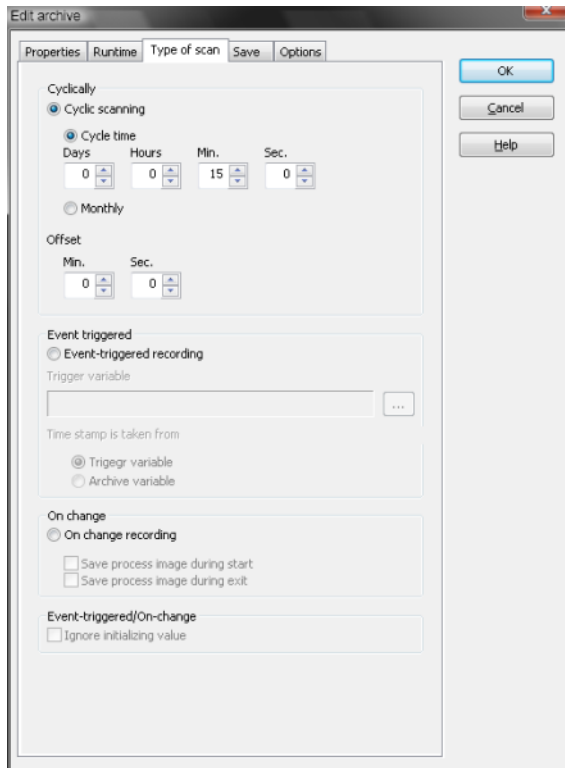 Edit archive
Properties Runtime Type of scan Save Options
OK
Cancel
Help
Cyclically
Cyclic scanning
Cycle time
Days Hours Min. Sec.
0 0 15 0
Monthly
Offset
Min. Sec.
0 0
Event triggered
Event-triggered recording
Trigger variable
...
Time stamp is taken from
Trigegr variable
Archive variable
On change
On change recording
Save process image during start
Save process image during exit
Event-triggered/On-change
Ignore initializing value